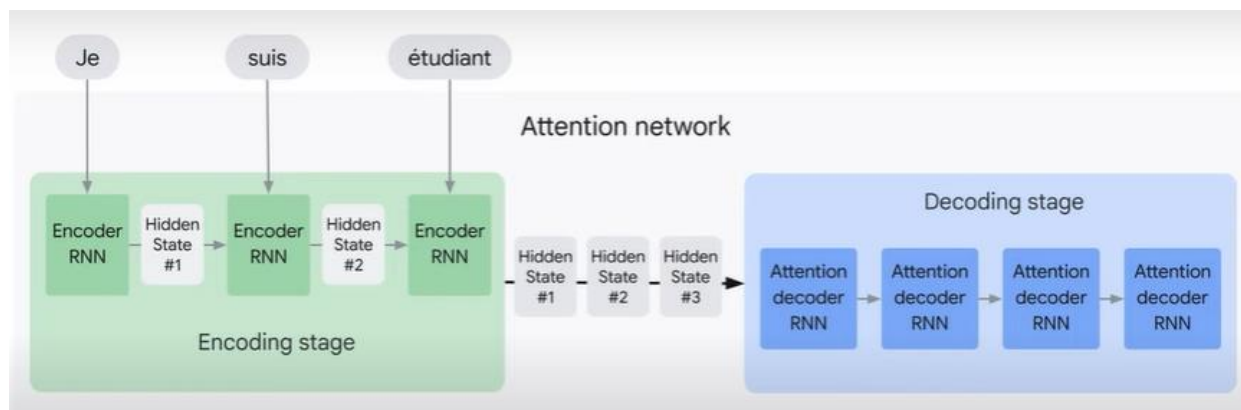 Je
suis
étudiant
Attention network
Encoder
RNN
Hidden
State
#1
Encoder
RNN
Hidden
State
#2
Encoder
RNN
Encoding stage
Hidden
State
#1
Hidden
State
#2
Hidden
State
#3
Decoding stage
Attention
decoder
RNN
Attention
decoder
RNN
Attention
decoder
RNN
Attention
decoder
RNN